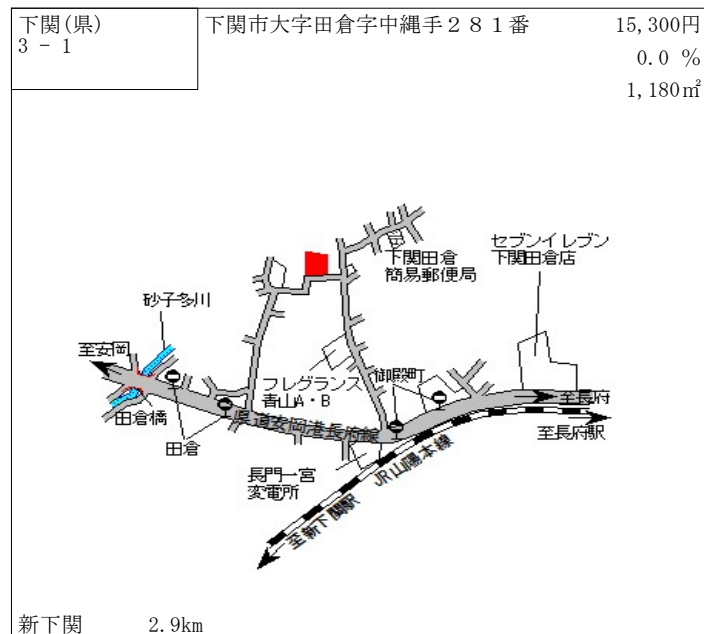 下関(県)
3 - 1
下関市大字田倉字中縄手２８１番
15,300円
0.0 %
1,180㎡
下関田倉
簡易郵便局
セブンイレブン
下関田倉店
砂子多川
至安岡
フレグランス
青山A・B
御殿町
田倉橋
田倉
県道安岡港長府線
至長府
至長府駅
長門一宮
変電所
JR山陽本線
至新下関駅
新下関 2.9km